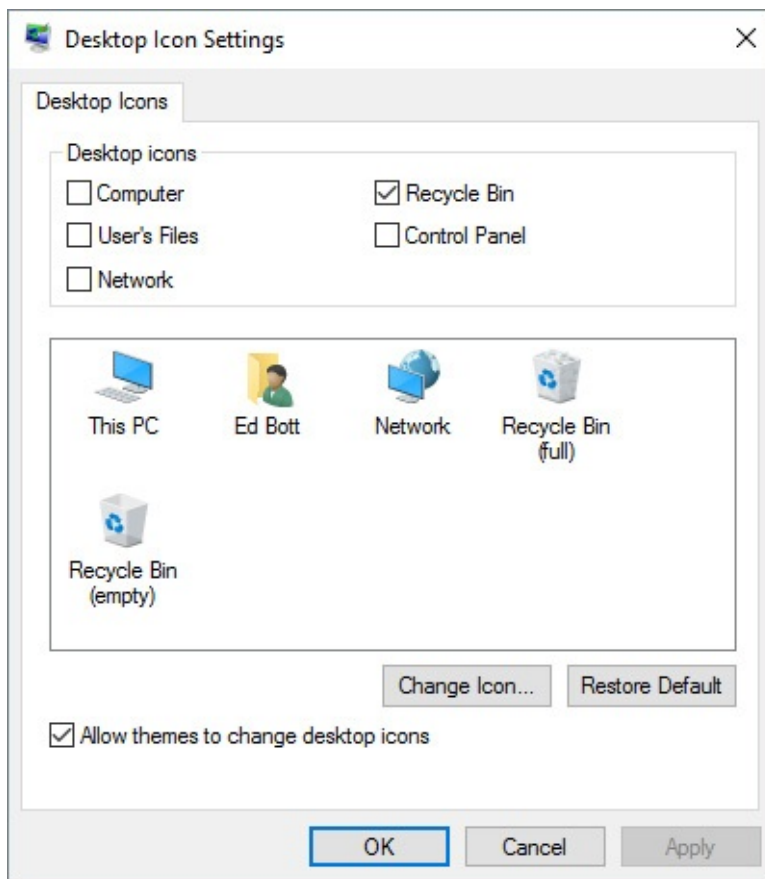 Desktop Icon Settings
Desktop Icons
Desktop icons
Computer
Recycle Bin
User's Files
Control Panel
Network
This PC
Ed Bott
Network
Recycle Bin
(full)
Recycle Bin
(empty)
Change Icon...
Restore Default
Allow themes to change desktop icons
OK
Cancel
Apply